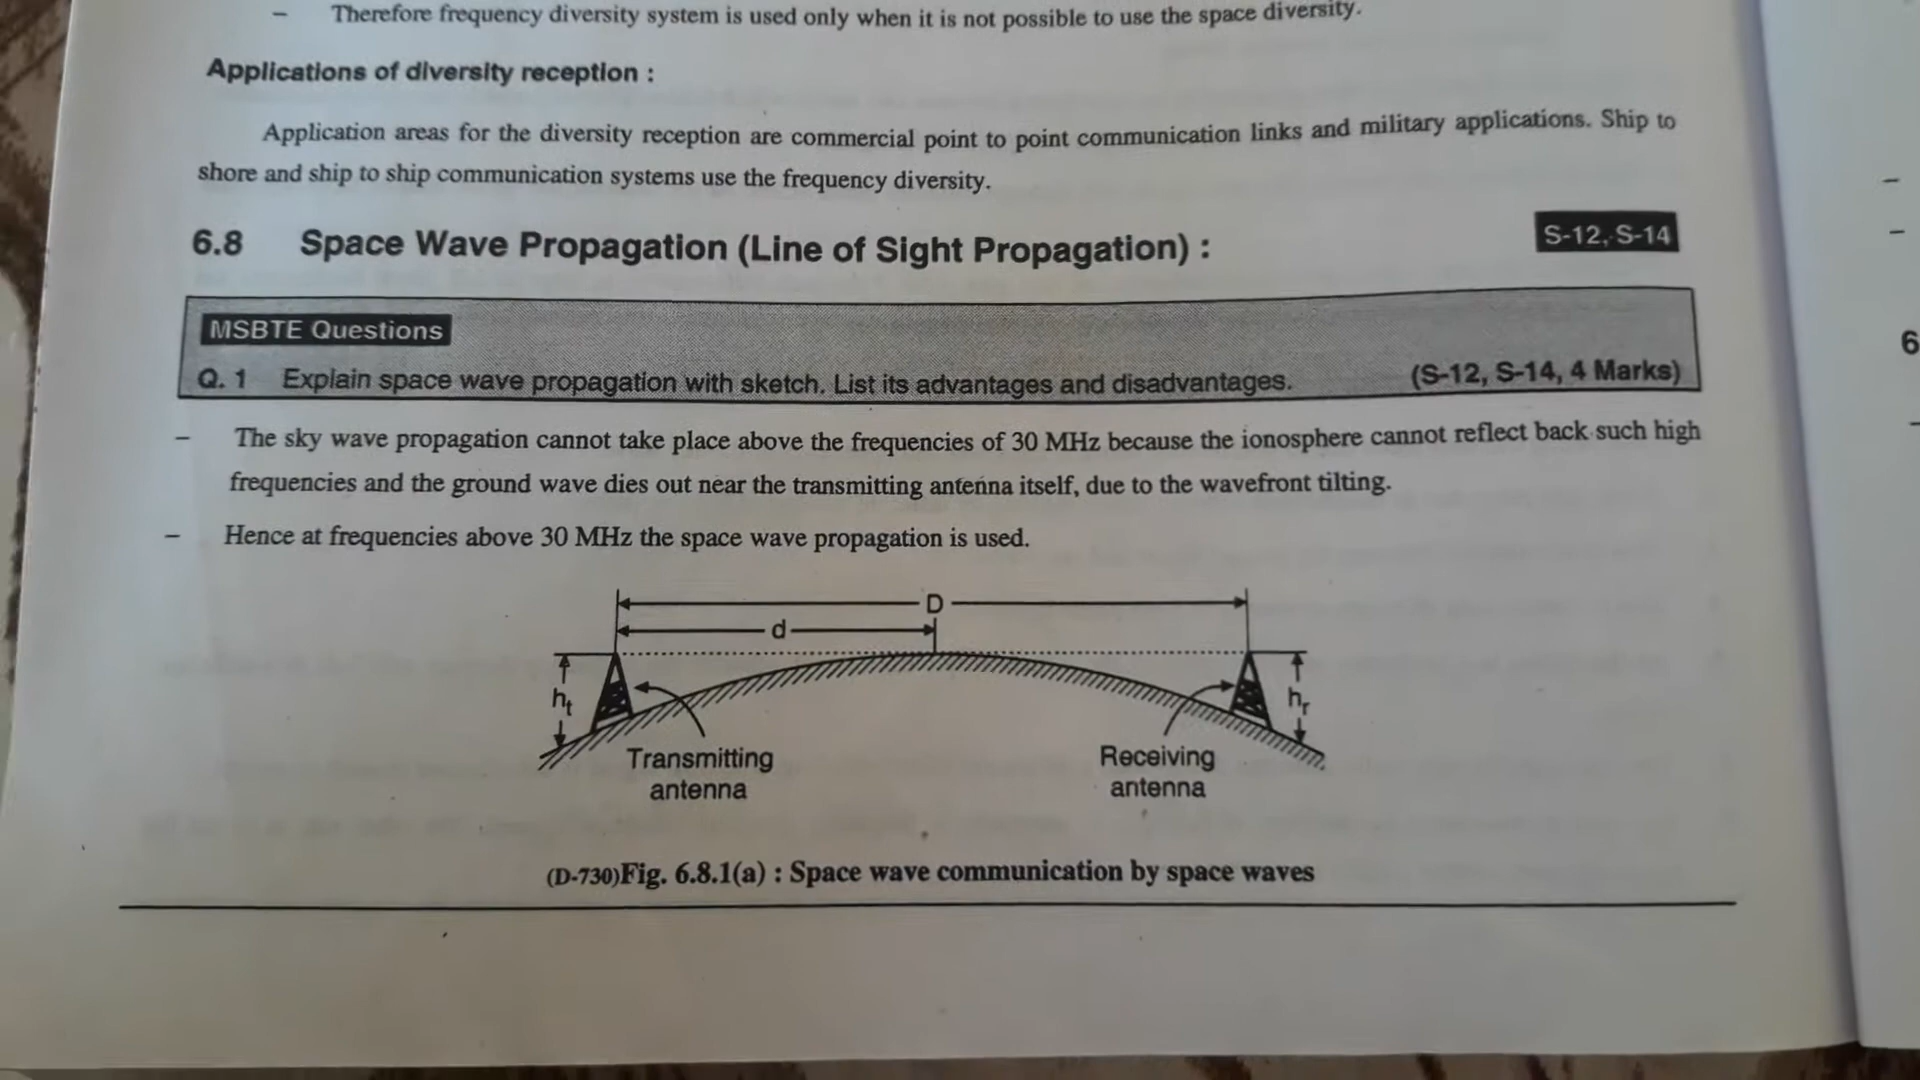 – Therefore frequency diversity system is used only when it is not possible to use the space diversity.
Applications of diversity reception :
Application areas for the diversity reception are commercial point to point communication links and military applications. Ship to
shore and ship to ship communication systems use the frequency diversity.
6.8 Space Wave Propagation (Line of Sight Propagation) :
S-12, S-14
MSBTE Questions
Q. 1 Explain space wave propagation with sketch. List its advantages and disadvantages. (S-12, S-14, 4 Marks)
– The sky wave propagation cannot take place above the frequencies of 30 MHz because the ionosphere cannot reflect back such high
frequencies and the ground wave dies out near the transmitting antenna itself, due to the wavefront tilting.
– Hence at frequencies above 30 MHz the space wave propagation is used.
D
d
ht
hr
Transmitting
antenna
Receiving
antenna
(D-730)Fig. 6.8.1(a) : Space wave communication by space waves
–
–
6
–